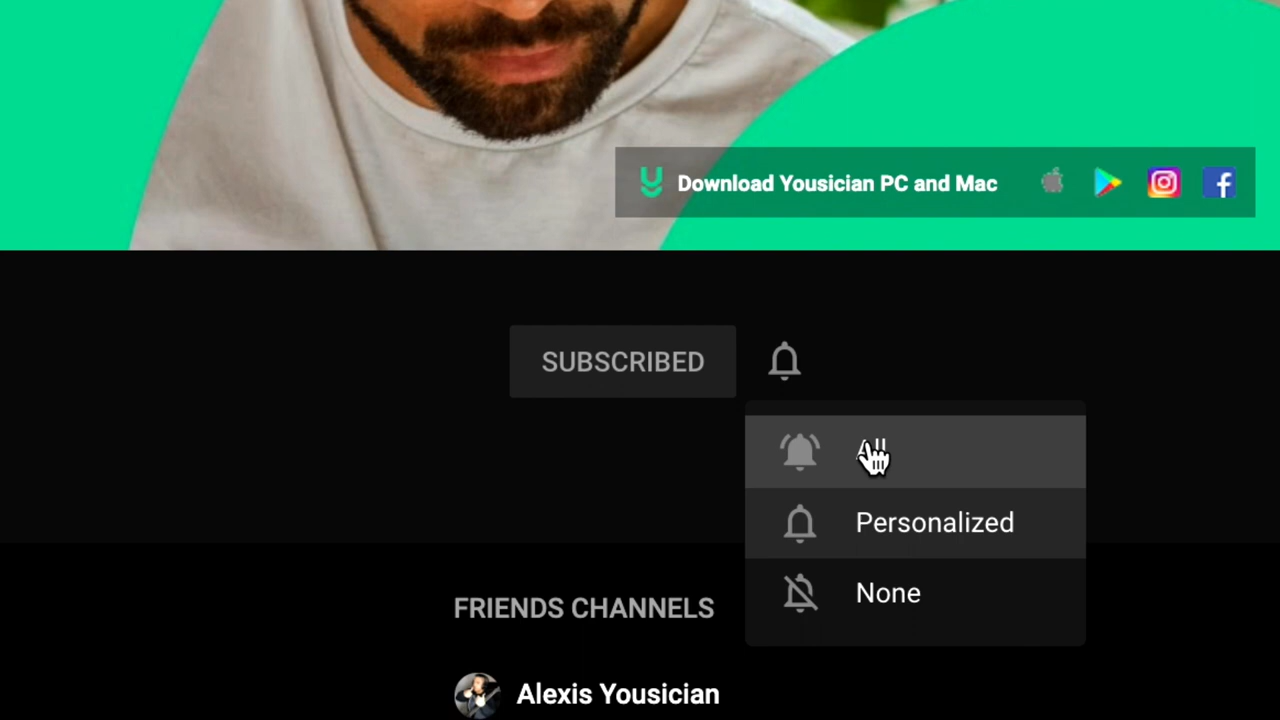 Download Yousician PC and Mac
SUBSCRIBED
Personalized
None
FRIENDS CHANNELS
Alexis Yousician